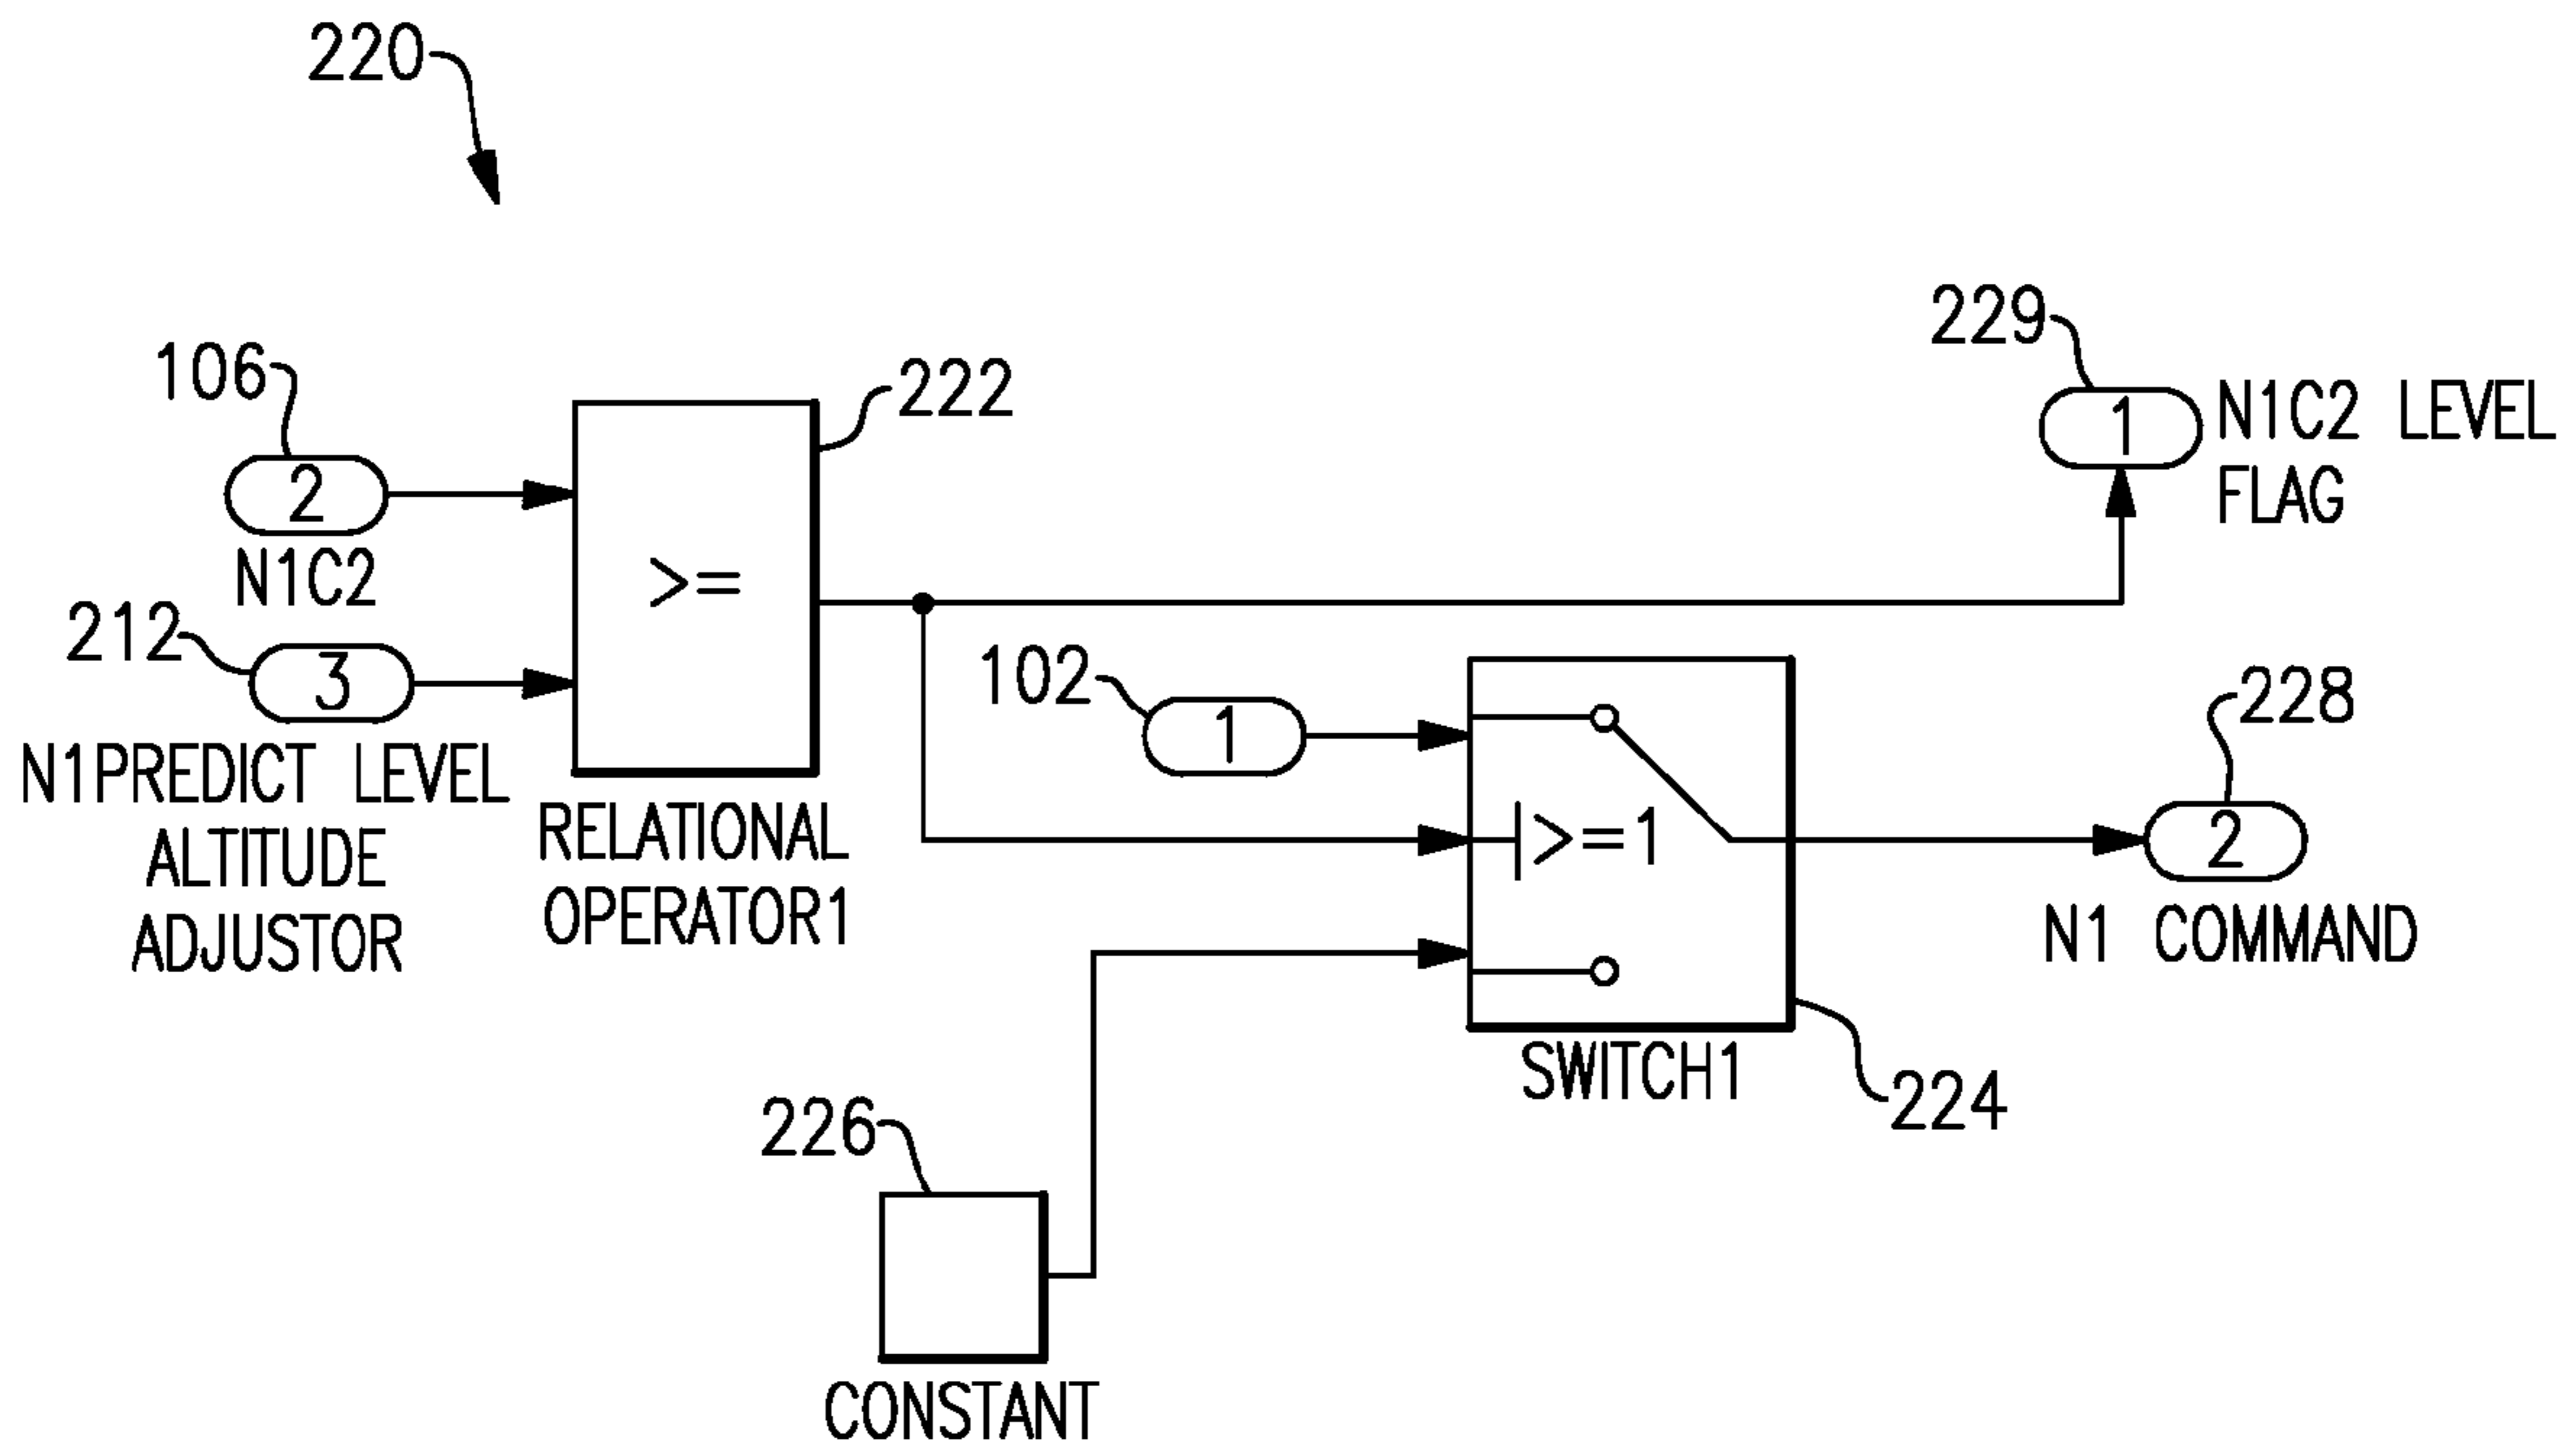 220
229
1
N1C2 LEVEL
FLAG
106
2
N1C2
222
>=
212
3
N1PREDICT LEVEL
ALTITUDE
ADJUSTOR
RELATIONAL
OPERATOR1
102
1
>=1
SWITCH1
224
228
2
N1 COMMAND
226
CONSTANT